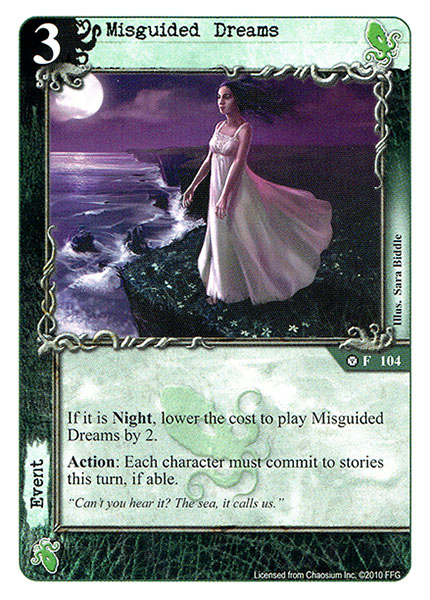 3
Misguided Dreams
Illus. Sara Biddle
F 104
If it is Night, lower the cost to play Misguided
Dreams by 2.
Action: Each character must commit to stories
this turn, if able.
"Can't you hear it? The sea, it calls us."
Event
Licensed from Chaosium Inc. ©2010 FFG